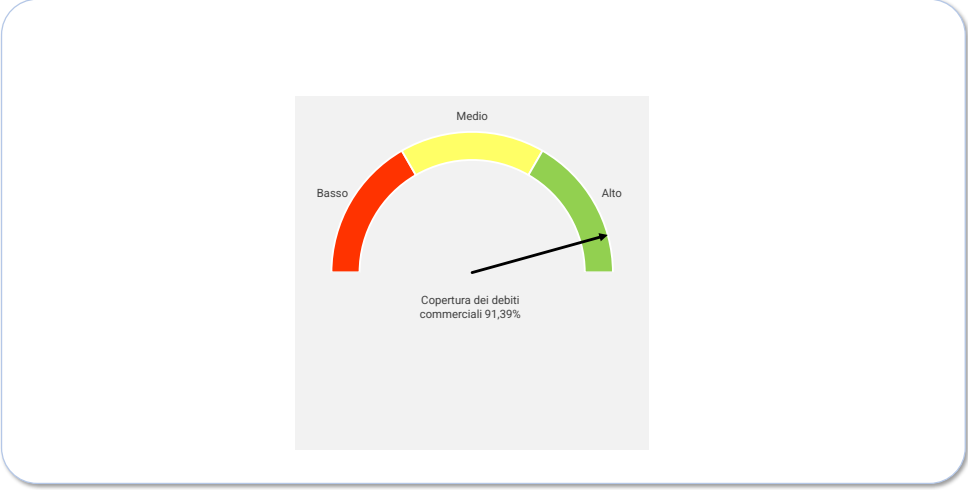 Medio
Basso
Alto
Copertura dei debiti
commerciali 91,39%